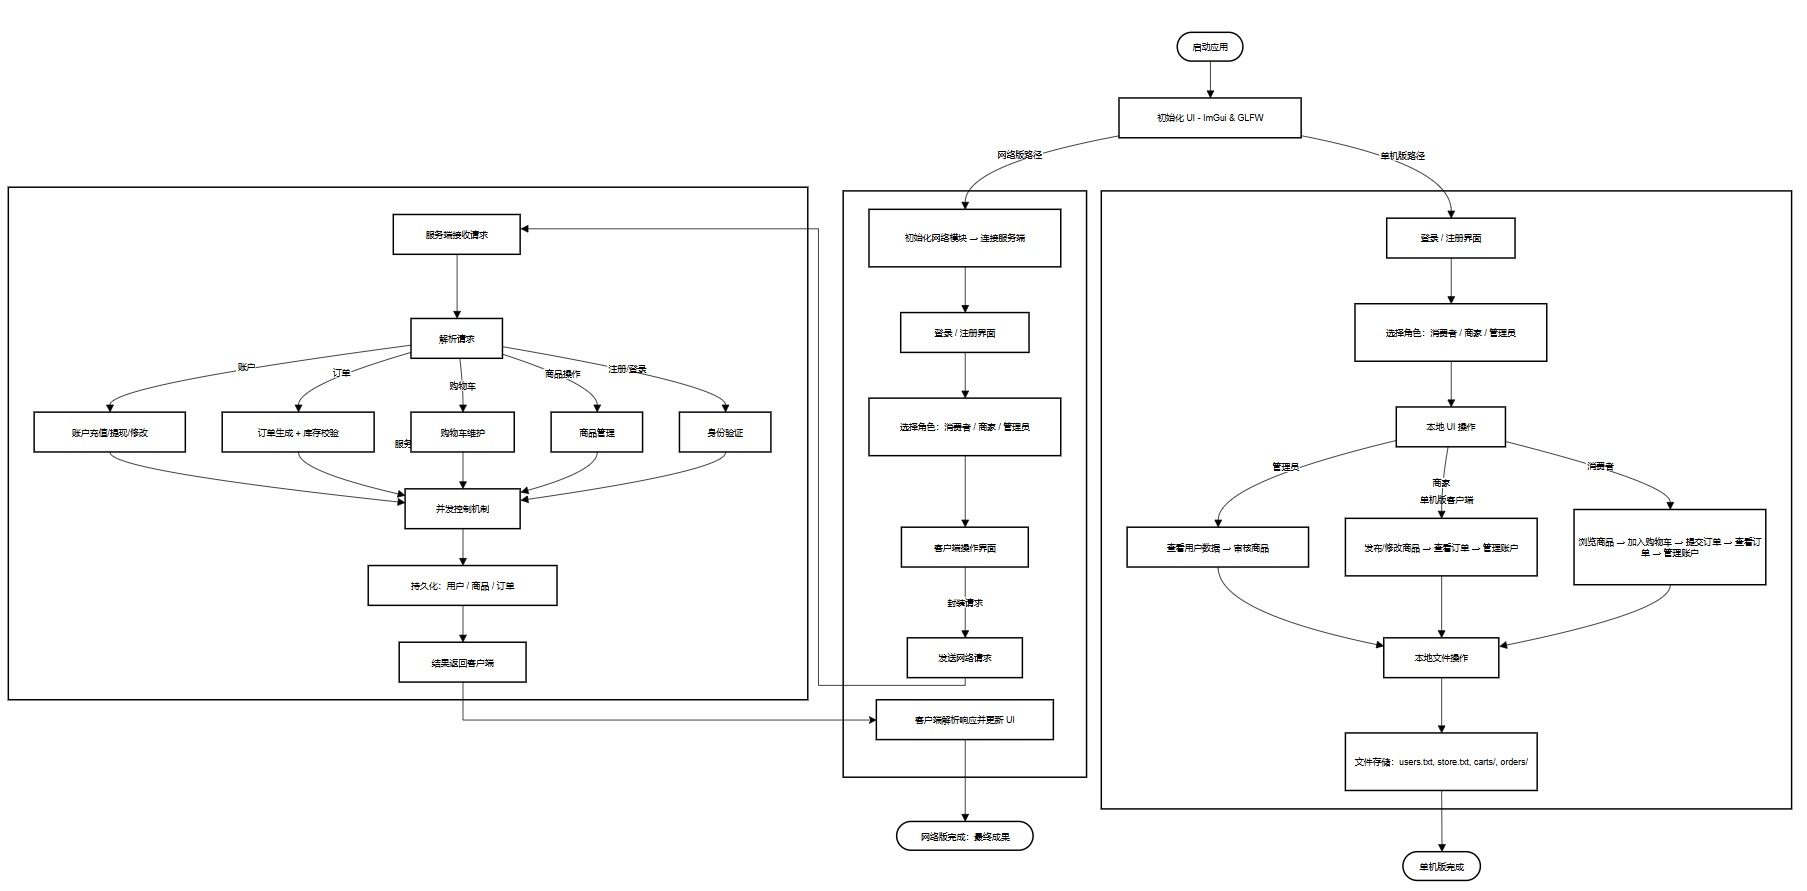 启动应用
初始化 UI - ImGui & GLFW
网络版路径
单机版路径
服务端接收请求
解析请求
账户
订单
购物车
商品操作
注册/登录
账户充值/提现/修改
订单生成 + 库存校验
服务
购物车维护
商品管理
身份验证
并发控制机制
持久化：用户 / 商品 / 订单
结果返回客户端
初始化网络模块 → 连接服务端
登录 / 注册界面
选择角色：消费者 / 商家 / 管理员
客户端操作界面
封装请求
发送网络请求
客户端解析响应并更新 UI
网络版完成：最终成果
登录 / 注册界面
选择角色：消费者 / 商家 / 管理员
本地 UI 操作
管理员
商家
消费者
单机版客户端
查看用户数据 → 审核商品
发布/修改商品 → 查看订单 → 管理账户
浏览商品 → 加入购物车 → 提交订单 → 查看订
单 → 管理账户
本地文件操作
文件存储：users.txt, store.txt, carts/, orders/
单机版完成